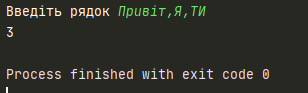 Введіть рядок Привіт,Я,ТИ
3
Process finished with exit code 0